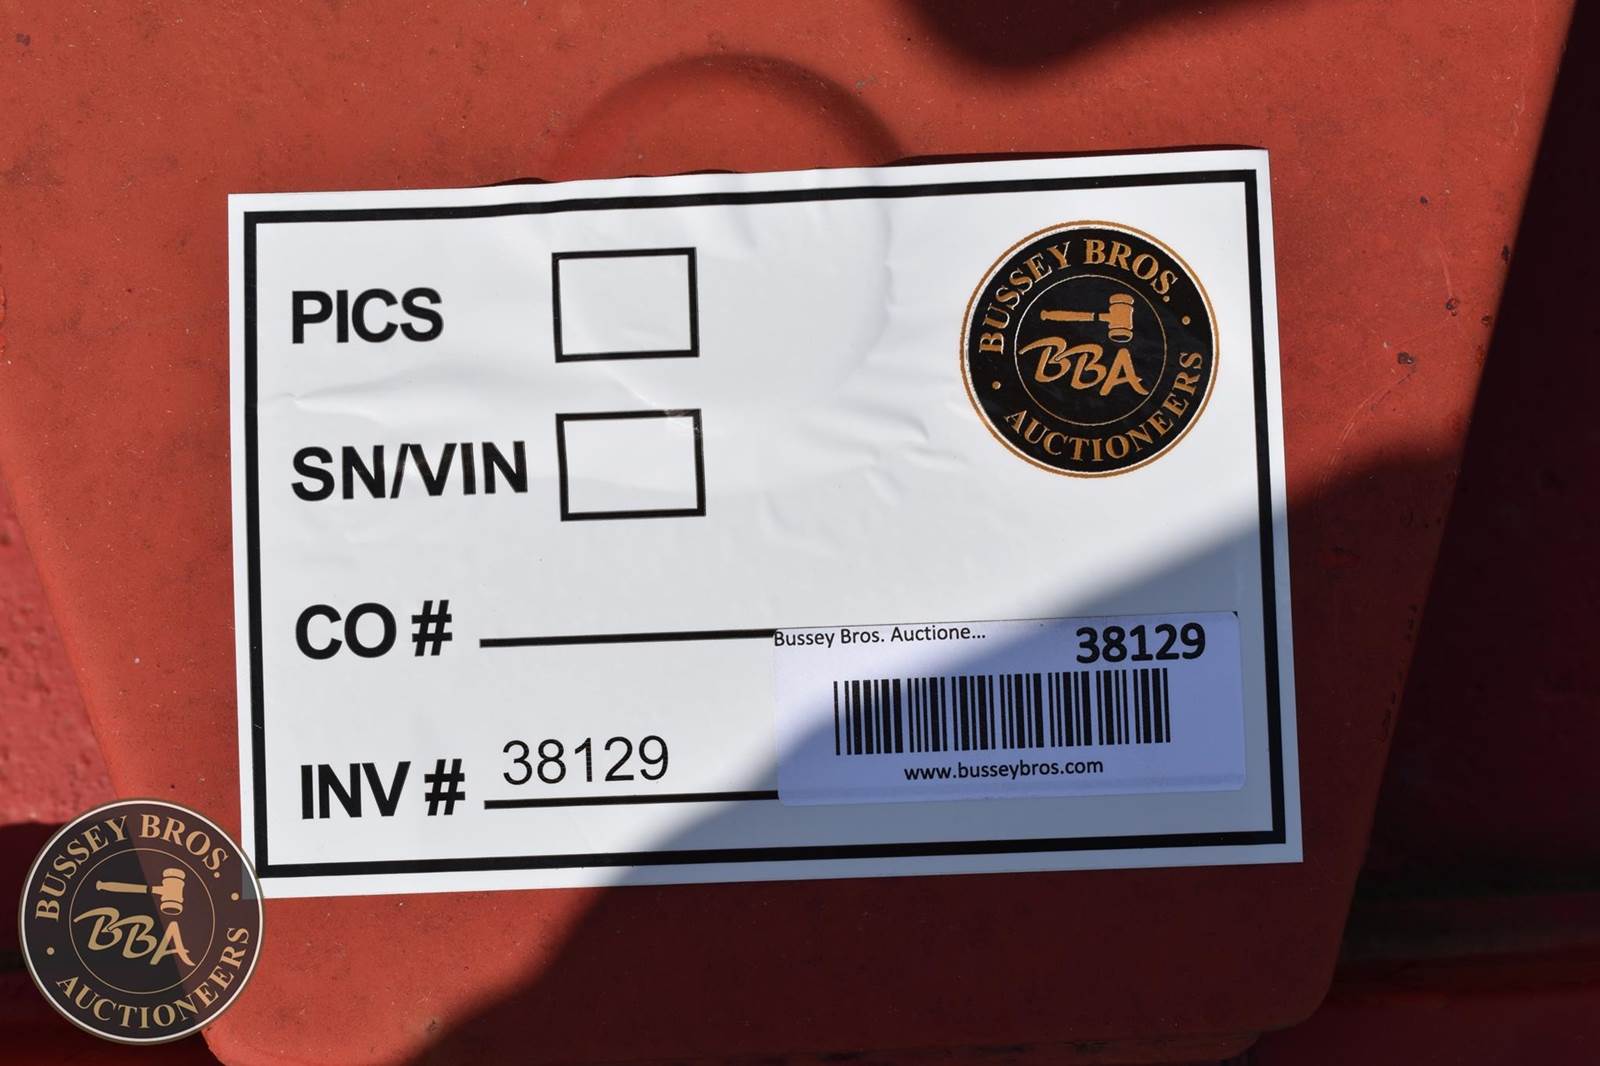 PICS
BUSSEY BROS.
BBA
AUCTIONEERS
SN/VIN
CO #
Bussey Bros. Auctione...
38129
www.busseybros.com
INV # 38129
BUSSEY BROS.
BBA
AUCTIONEERS